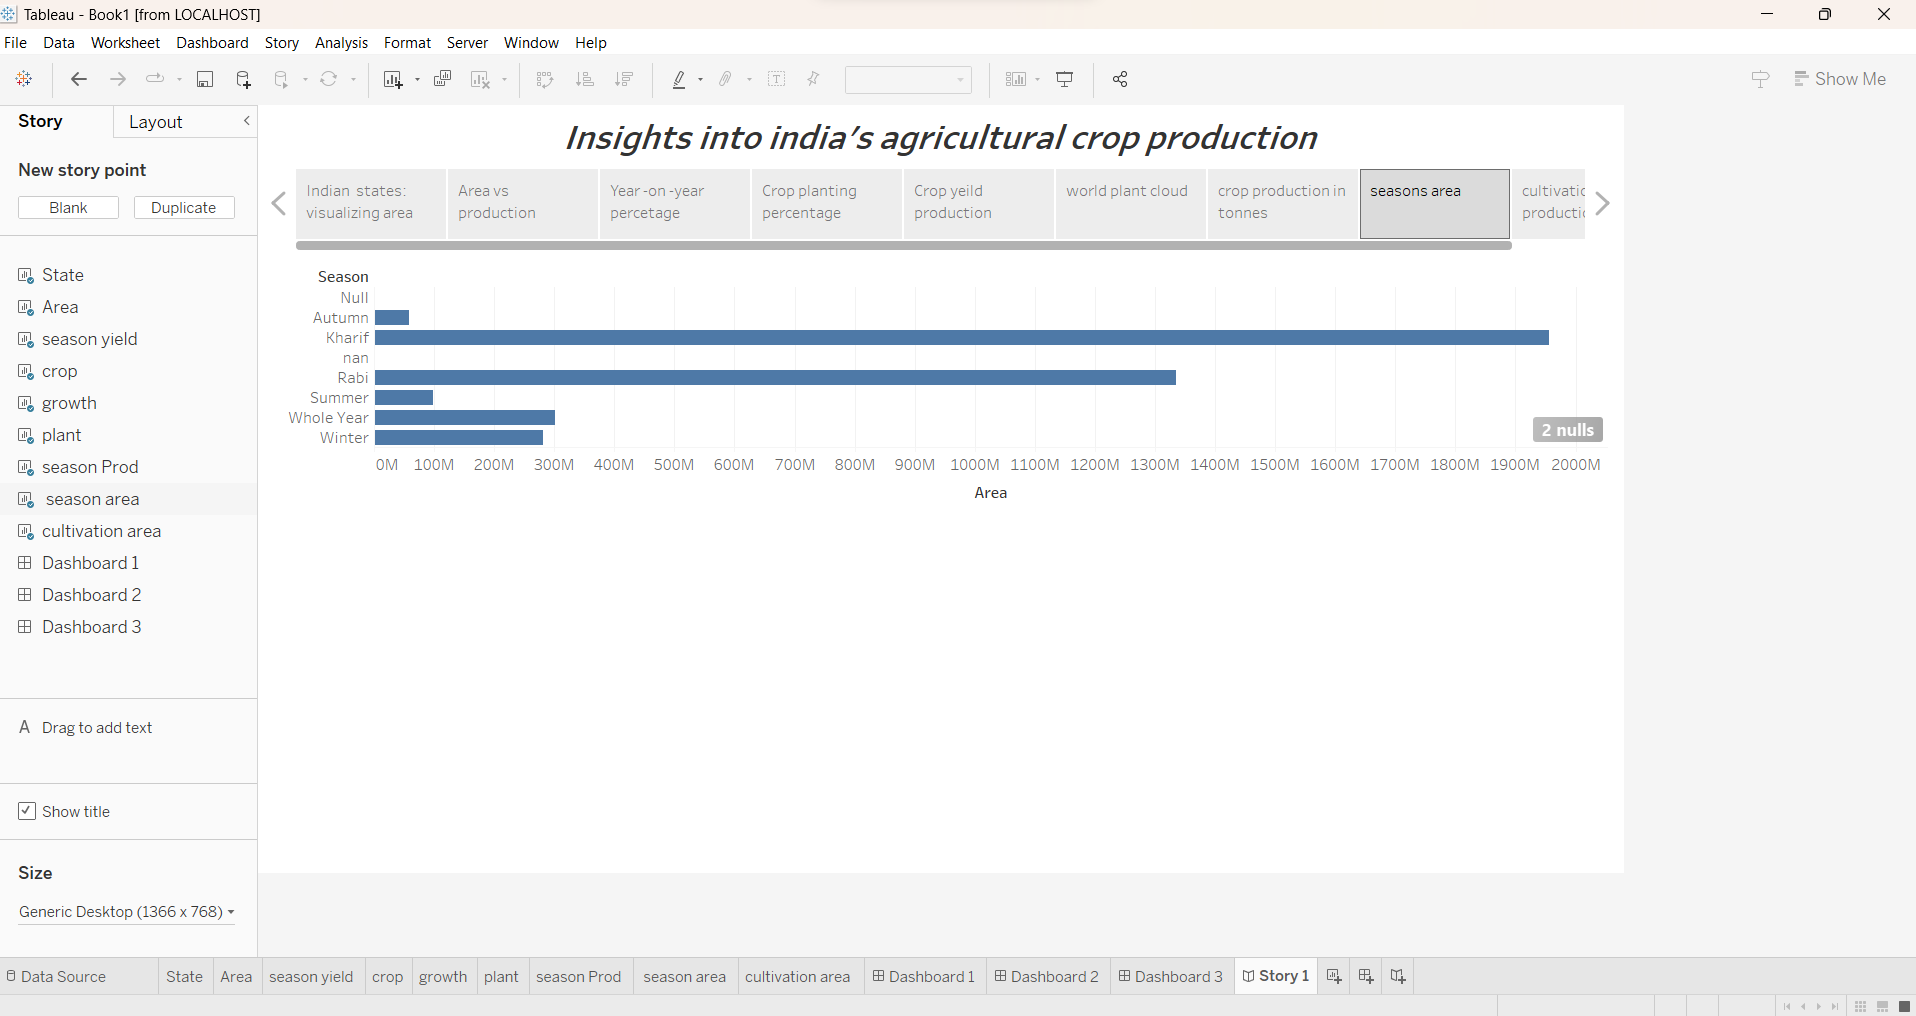 Tableau - Book1 [from LOCALHOST]
File Data Worksheet Dashboard Story Analysis Format Server Window Help
Show Me
Story Layout
New story point
Blank Duplicate
State
Area
season yield
crop
growth
plant
season Prod
season area
cultivation area
Dashboard 1
Dashboard 2
Dashboard 3
A Drag to add text
Show title
Size
Generic Desktop (1366 x 768)
Insights into india's agricultural crop production
Indian states:
visualizing area
Area vs
production
Year -on -year
percetage
Crop planting
percentage
Crop yeild
production
world plant cloud
crop production in
tonnes
seasons area
cultivatic
productio
Season
Null
Autumn
Kharif
nan
Rabi
Summer
Whole Year
Winter
2 nulls
0M 100M 200M 300M 400M 500M 600M 700M 800M 900M 1000M 1100M 1200M 1300M 1400M 1500M 1600M 1700M 1800M 1900M 2000M
Area
Data Source State Area season yield crop growth plant season Prod season area cultivation area Dashboard 1 Dashboard 2 Dashboard 3 Story 1